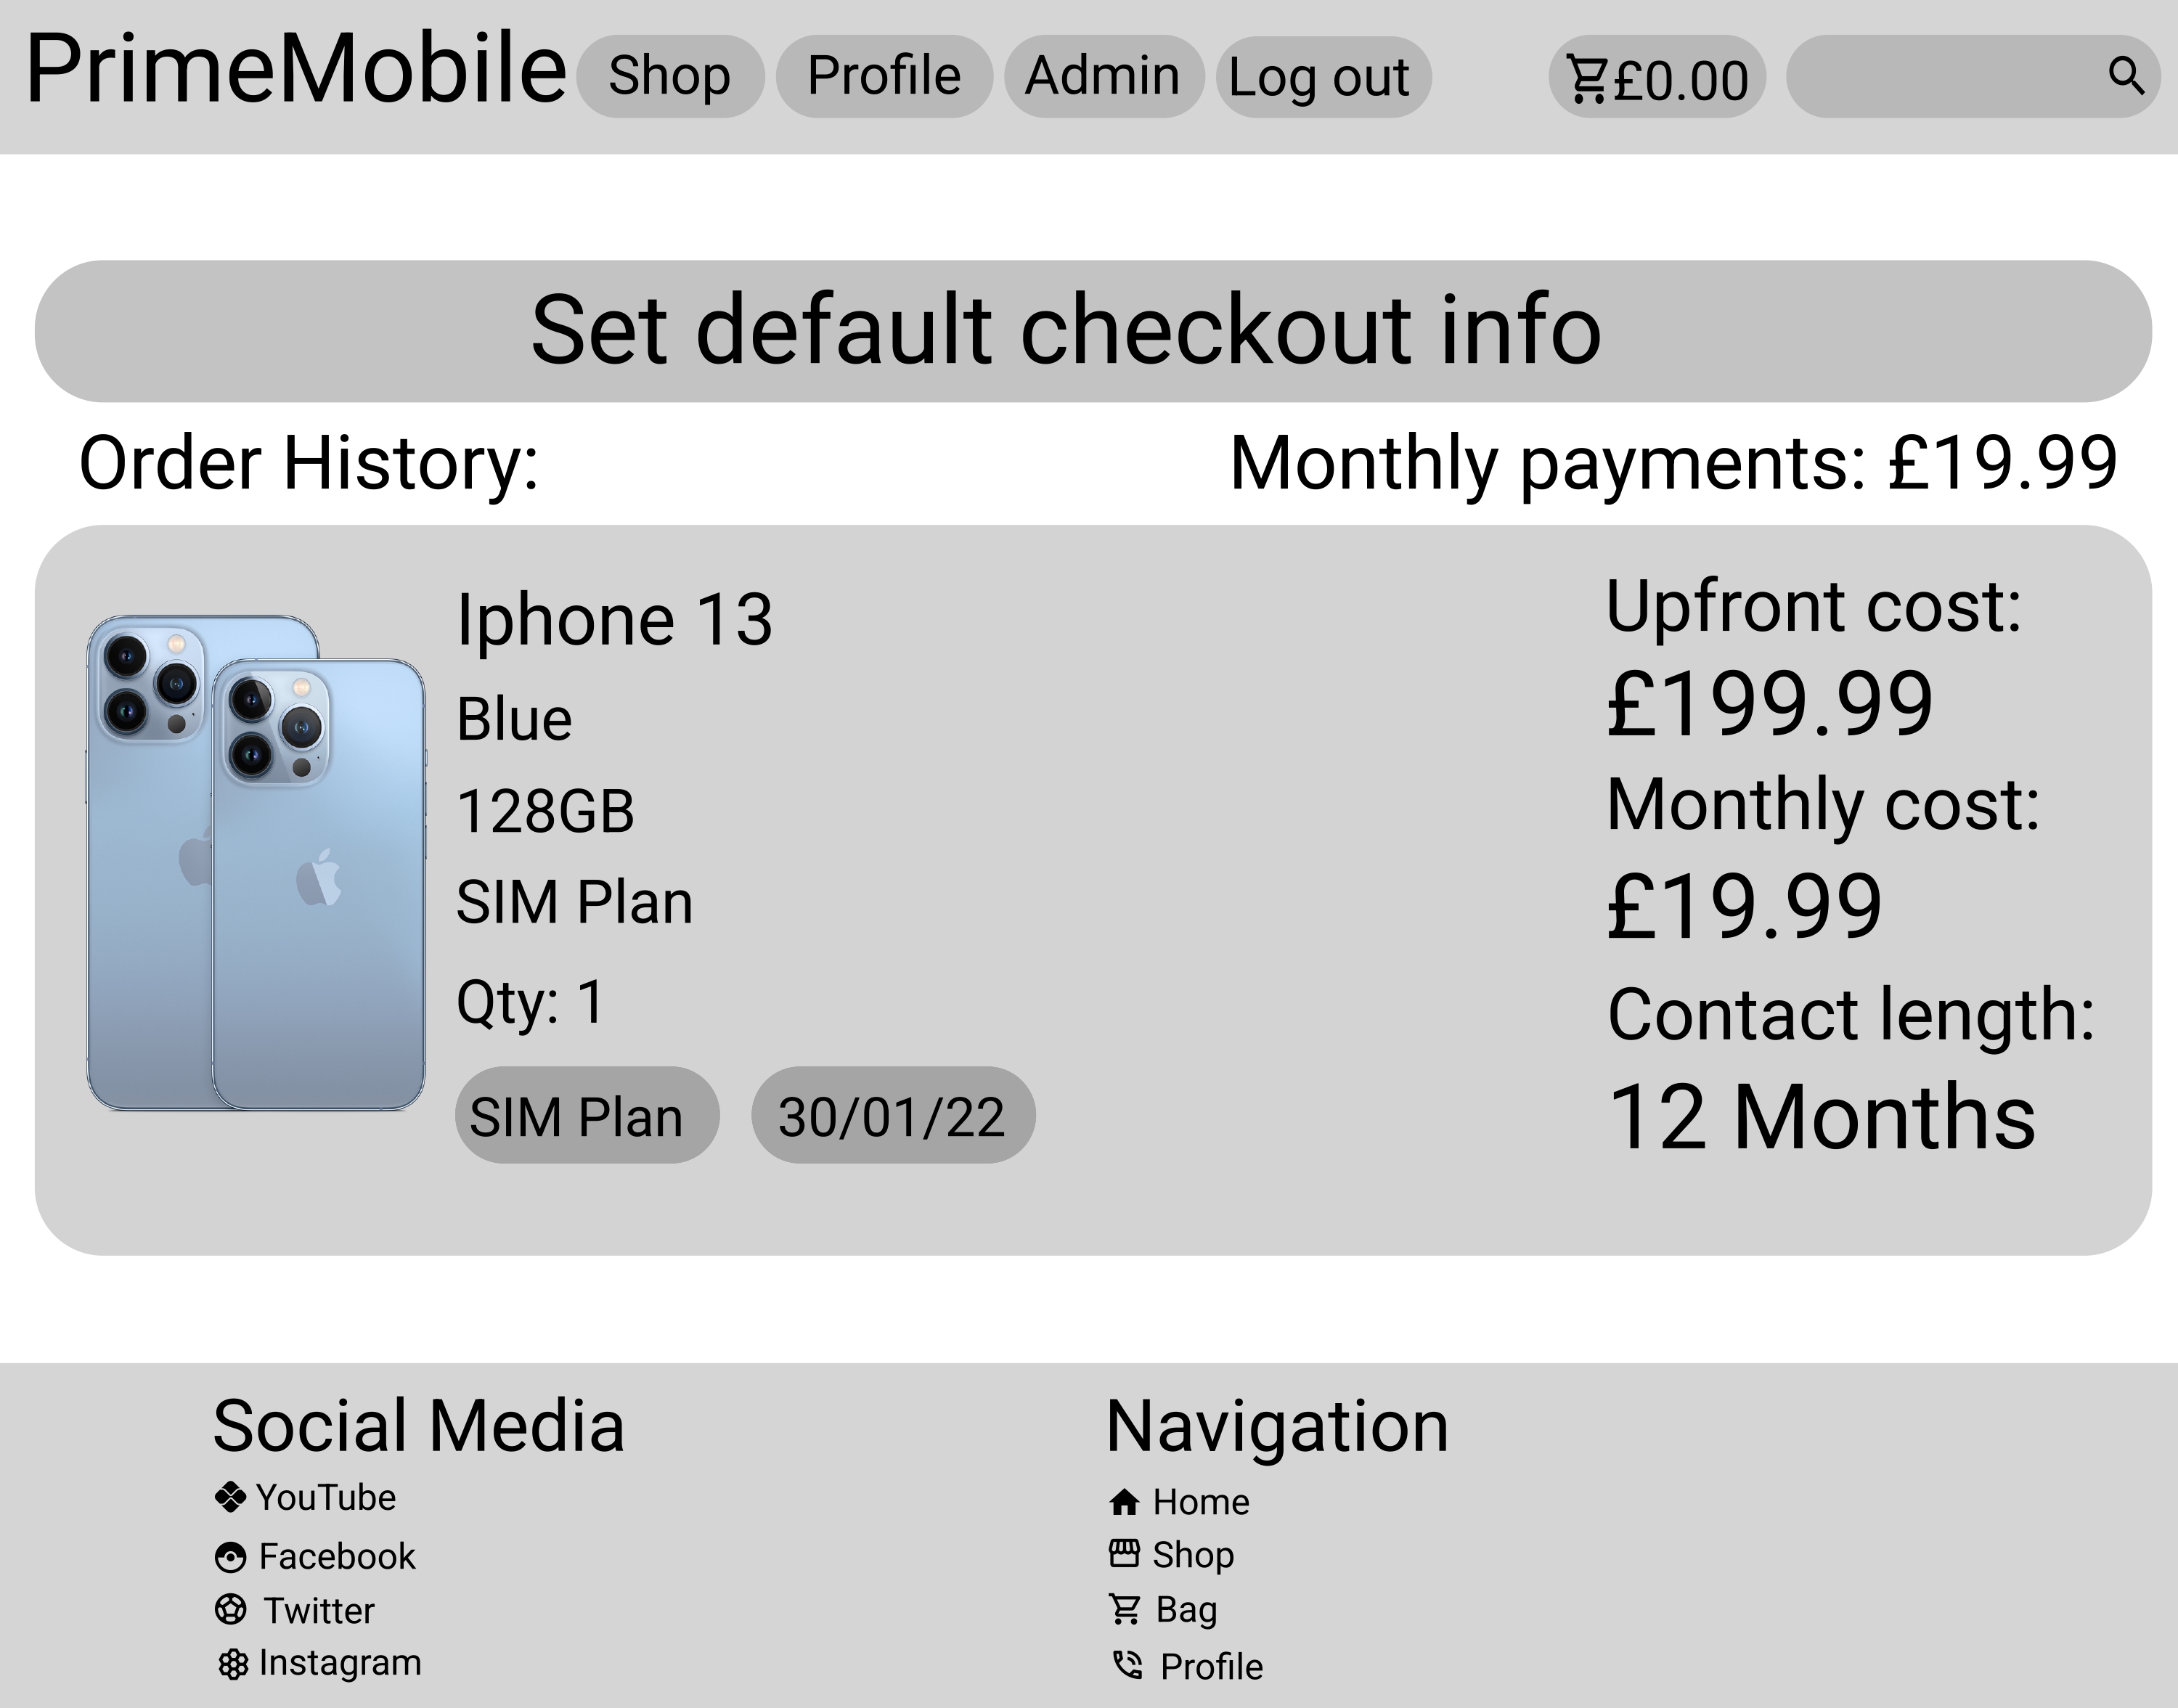 PrimeMobile
Shop
Profile
Admin
Log out
£0.00
Set default checkout info
Order History:
Monthly payments: £19.99
Iphone 13
Blue
128GB
SIM Plan
Qty: 1
SIM Plan
30/01/22
Upfront cost:
£199.99
Monthly cost:
£19.99
Contact length:
12 Months
Social Media
YouTube
Facebook
Twitter
Instagram
Navigation
Home
Shop
Bag
Profile